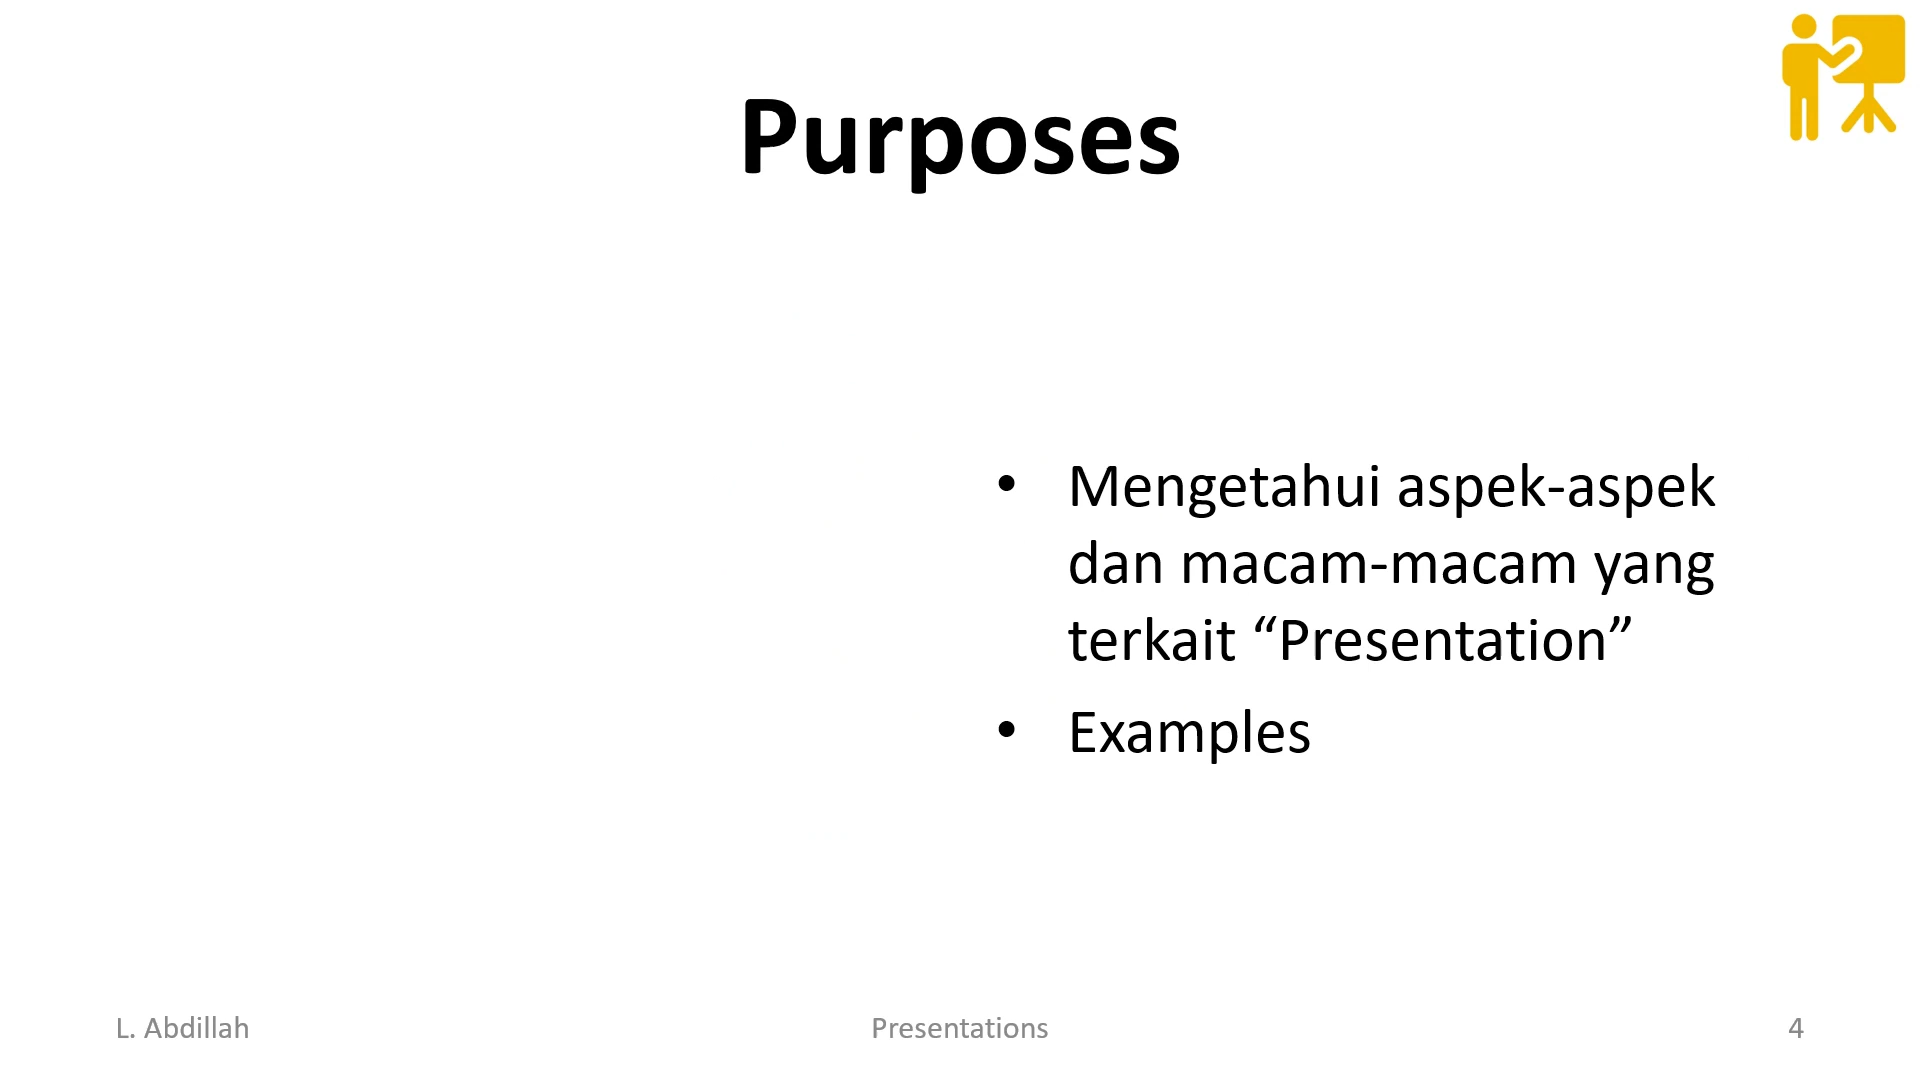 Purposes
• Mengetahui aspek-aspek
dan macam-macam yang
terkait “Presentation”
• Examples
L. Abdillah
Presentations
4